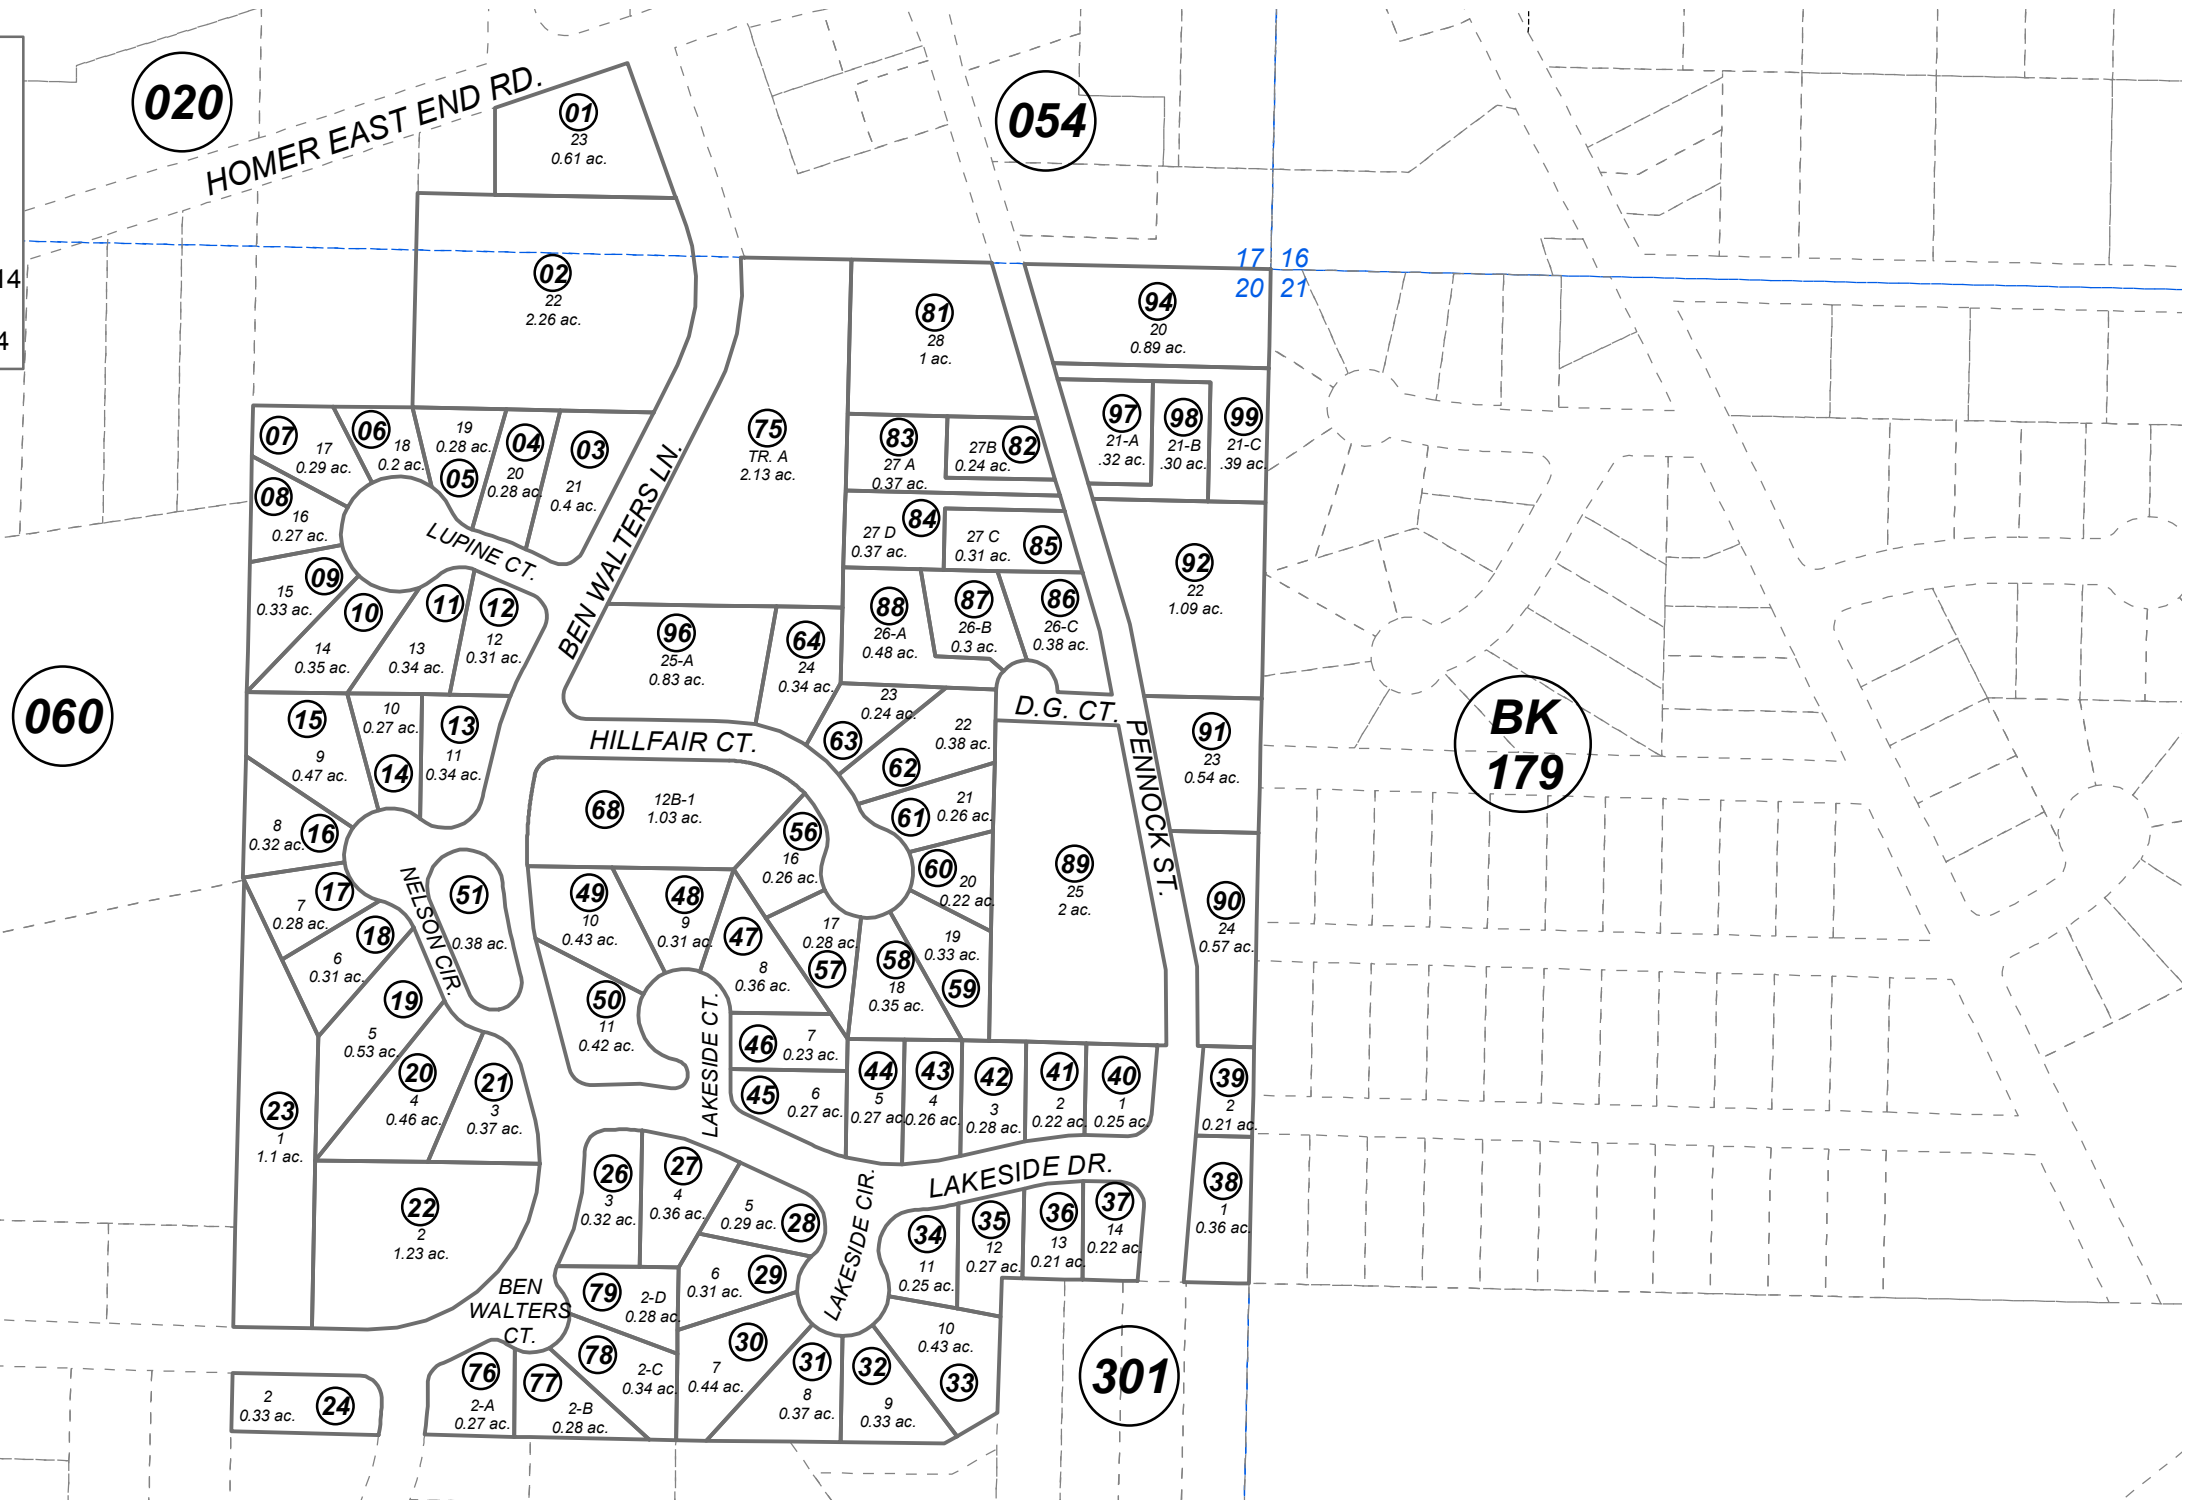 020
HOMER EAST END RD.
01
23
0.61 ac.
054
17 16
20 21
14
4
02
22
2.26 ac.
94
20
0.89 ac.
81
28
1 ac.
75
TR. A
2.13 ac.
07
17
0.29 ac.
06
18
0.2 ac.
19
0.28 ac.
05
04
20
0.28 ac.
03
21
0.4 ac.
83
27 A
0.37 ac.
27B
0.24 ac.
82
97
21-A
.32 ac.
98
21-B
.30 ac.
99
21-C
.39 ac.
08
16
0.27 ac.
LUPINE CT.
BEN WALTERS LN.
84
27 D
0.37 ac.
27 C
0.31 ac.
85
92
22
1.09 ac.
09
15
0.33 ac.
10
14
0.35 ac.
11
13
0.34 ac.
12
12
0.31 ac.
96
25-A
0.83 ac.
64
24
0.34 ac.
88
26-A
0.48 ac.
87
26-B
0.3 ac.
86
26-C
0.38 ac.
060
15
9
0.47 ac.
10
0.27 ac.
14
13
11
0.34 ac.
HILLFAIR CT.
23
0.24 ac.
63
22
0.38 ac.
62
D.G. CT.
PENNOCK ST.
91
23
0.54 ac.
BK
179
8
0.32 ac.
16
68
12B-1
1.03 ac.
56
16
0.26 ac.
21
0.26 ac.
61
60
20
0.22 ac.
89
25
2 ac.
90
24
0.57 ac.
17
7
0.28 ac.
NELSON CIR.
51
0.38 ac.
49
10
0.43 ac.
48
9
0.31 ac.
47
8
0.36 ac.
17
0.28 ac.
57
58
18
0.35 ac.
19
0.33 ac.
59
18
6
0.31 ac.
19
5
0.53 ac.
50
11
0.42 ac.
LAKESIDE CT.
46
7
0.23 ac.
45
6
0.27 ac.
44
5
0.27 ac.
43
4
0.26 ac.
42
3
0.28 ac.
41
2
0.22 ac.
40
1
0.25 ac.
39
2
0.21 ac.
20
4
0.46 ac.
21
3
0.37 ac.
23
1
1.1 ac.
22
2
1.23 ac.
26
3
0.32 ac.
27
4
0.36 ac.
5
0.29 ac.
28
LAKESIDE CIR.
LAKESIDE DR.
34
11
0.25 ac.
35
12
0.27 ac.
36
13
0.21 ac.
37
14
0.22 ac.
38
1
0.36 ac.
BEN
WALTERS
CT.
79
2-D
0.28 ac.
6
0.31 ac.
29
30
7
0.44 ac.
31
8
0.37 ac.
32
9
0.33 ac.
10
0.43 ac.
33
301
2
0.33 ac.
24
76
2-A
0.27 ac.
77
2-B
0.28 ac.
78
2-C
0.34 ac.